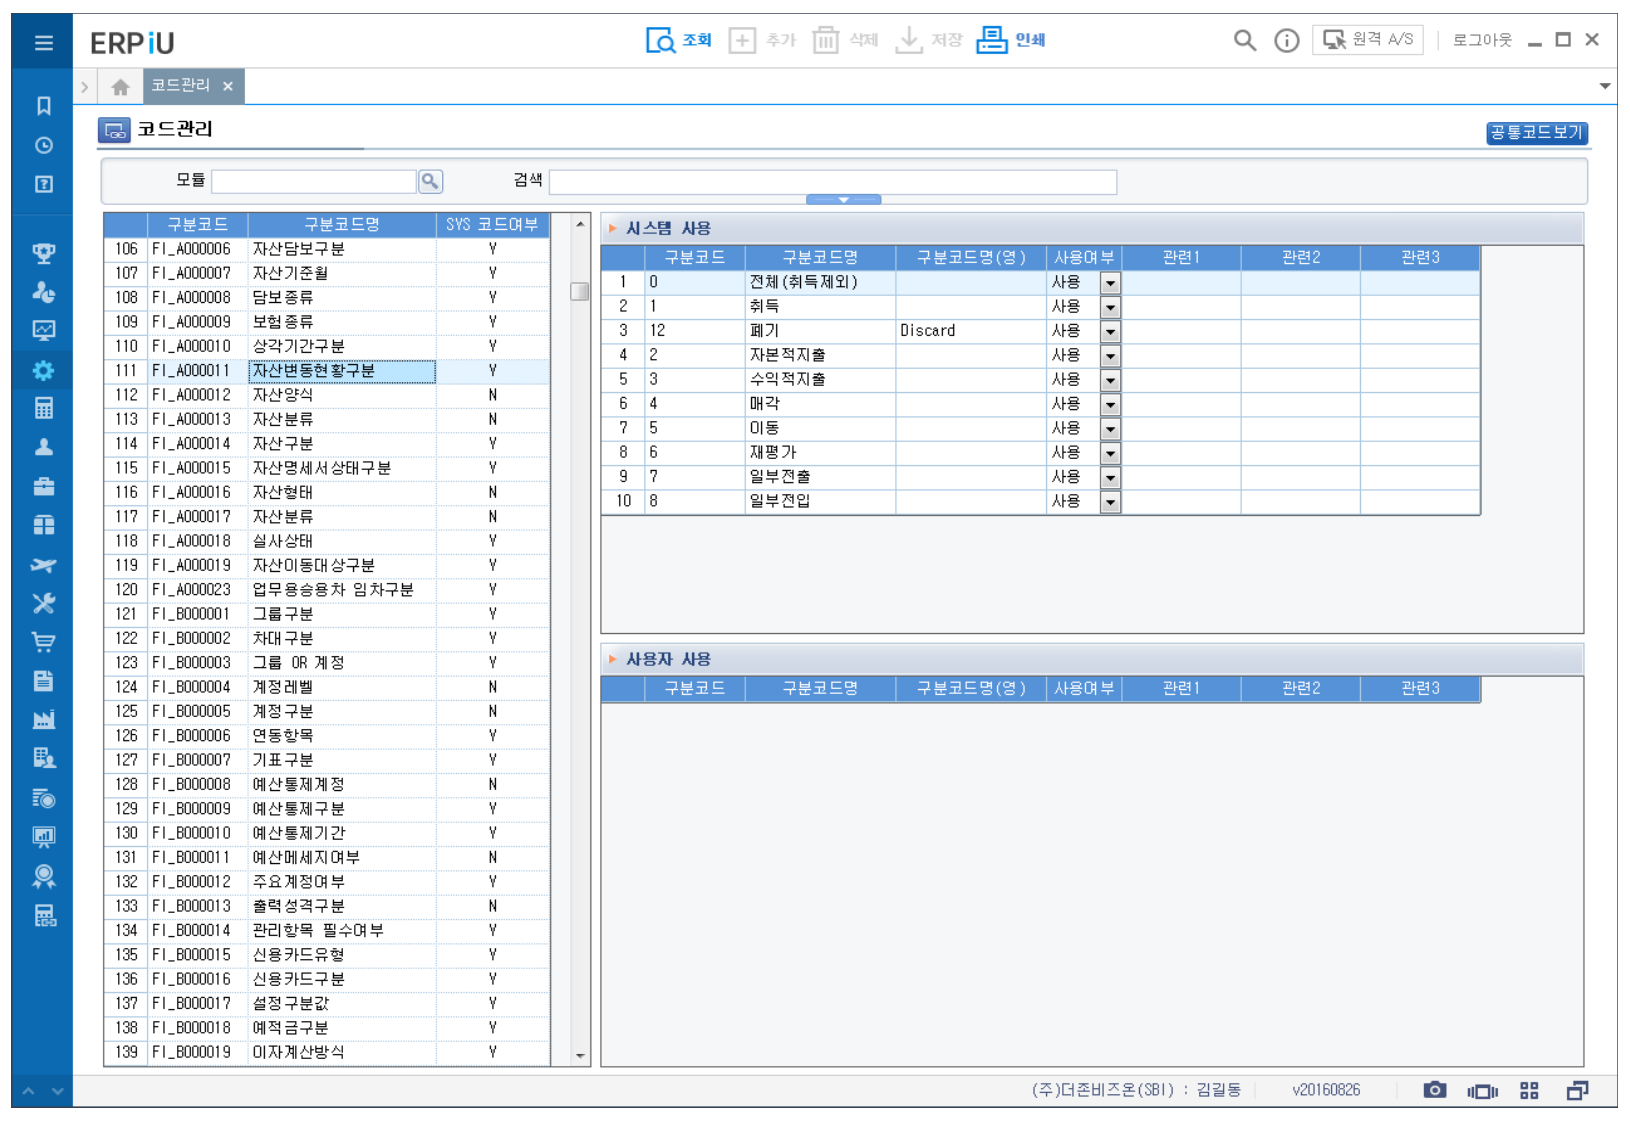 ERPiU 조회 추가 삭제 저장 인쇄 원격 A/S 로그아웃
코드관리 ×
코드관리 공통코드보기
모듈 검색
구분코드 구분코드명 SYS 코드여부
106 FI_A000006 자산담보구분 Y
107 FI_A000007 자산기준월 Y
108 FI_A000008 담보종류 Y
109 FI_A000009 보험종류 Y
110 FI_A000010 상각기간구분 Y
111 FI_A000011 자산변동현황구분 Y
112 FI_A000012 자산양식 N
113 FI_A000013 자산분류 N
114 FI_A000014 자산구분 Y
115 FI_A000015 자산명세서상태구분 Y
116 FI_A000016 자산형태 N
117 FI_A000017 자산분류 N
118 FI_A000018 실사상태 Y
119 FI_A000019 자산이동대상구분 Y
120 FI_A000023 업무용승용차 임차구분 Y
121 FI_B000001 그룹구분 Y
122 FI_B000002 차대구분 Y
123 FI_B000003 그룹 OR 계정 Y
124 FI_B000004 계정레벨 N
125 FI_B000005 계정구분 N
126 FI_B000006 연동항목 Y
127 FI_B000007 기표구분 Y
128 FI_B000008 예산통제계정 N
129 FI_B000009 예산통제구분 Y
130 FI_B000010 예산통제기간 Y
131 FI_B000011 예산메세지여부 N
132 FI_B000012 주요계정여부 Y
133 FI_B000013 출력성격구분 N
134 FI_B000014 관리항목 필수여부 Y
135 FI_B000015 신용카드유형 Y
136 FI_B000016 신용카드구분 Y
137 FI_B000017 설정구분값 Y
138 FI_B000018 예적금구분 Y
139 FI_B000019 이자계산방식 Y
시스템 사용
구분코드 구분코드명 구분코드명(영) 사용여부 관련1 관련2 관련3
1 0 전체(취득제외) 사용
2 1 취득 사용
3 12 폐기 Discard 사용
4 2 자본적지출 사용
5 3 수익적지출 사용
6 4 매각 사용
7 5 이동 사용
8 6 재평가 사용
9 7 일부전출 사용
10 8 일부전입 사용
사용자 사용
구분코드 구분코드명 구분코드명(영) 사용여부 관련1 관련2 관련3
(주)더존비즈온(SBI) : 김길동 v20160826